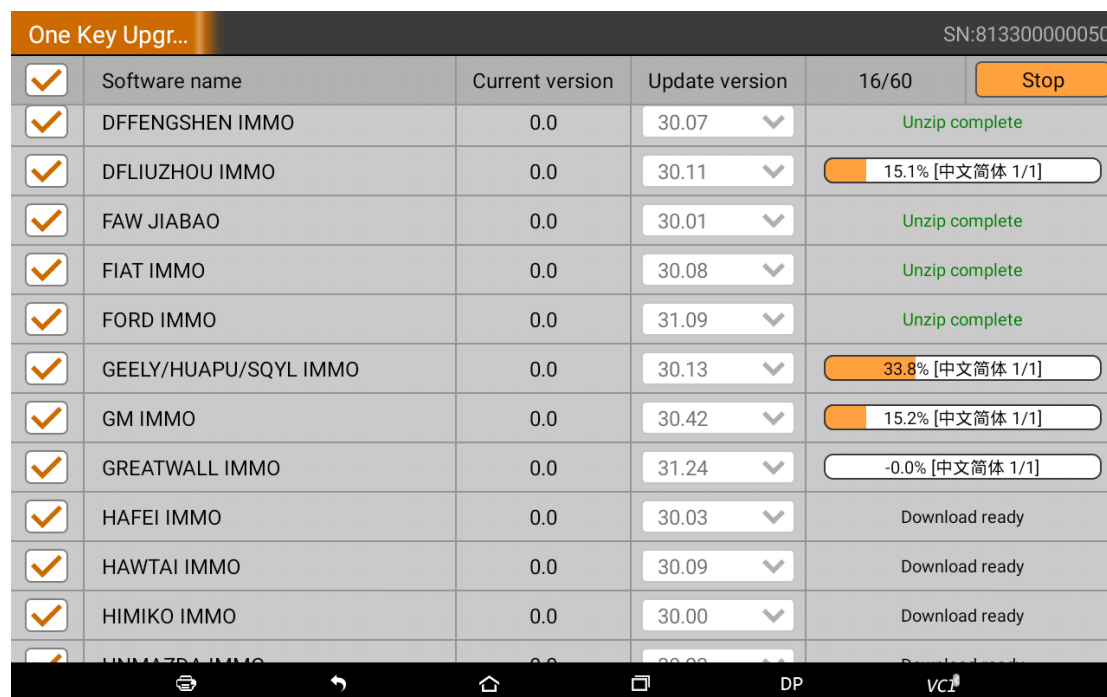 One Key Upgr... SN:813300000050
Software name Current version Update version 16/60 Stop
DFFENGSHEN IMMO 0.0 30.07 Unzip complete
DFLIUZHOU IMMO 0.0 30.11 15.1% [中文简体 1/1]
FAW JIABAO 0.0 30.01 Unzip complete
FIAT IMMO 0.0 30.08 Unzip complete
FORD IMMO 0.0 31.09 Unzip complete
GEELY/HUAPU/SQYL IMMO 0.0 30.13 33.8% [中文简体 1/1]
GM IMMO 0.0 30.42 15.2% [中文简体 1/1]
GREATWALL IMMO 0.0 31.24 -0.0% [中文简体 1/1]
HAFEI IMMO 0.0 30.03 Download ready
HAWTAI IMMO 0.0 30.09 Download ready
HIMIKO IMMO 0.0 30.00 Download ready
DP VCI